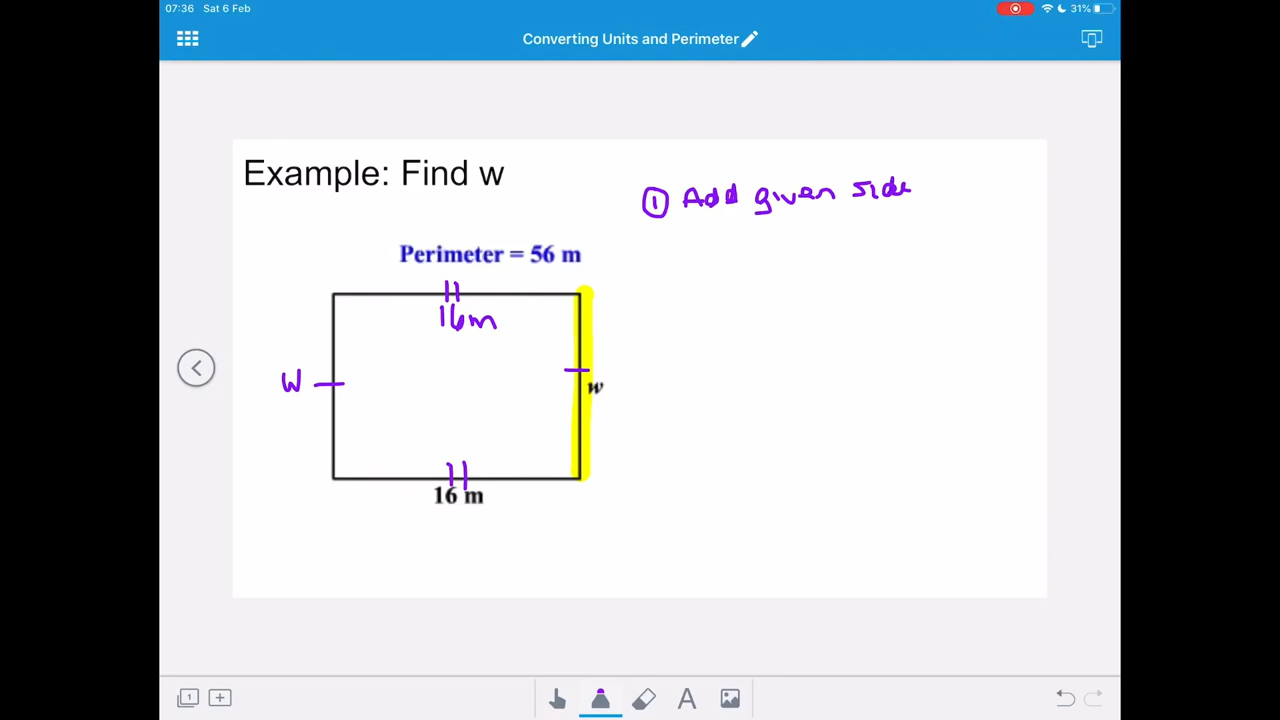 07:36 Sat 6 Feb
31%
Converting Units and Perimeter
Example: Find w
① Add given side
Perimeter = 56 m
16m
W
w
16 m
1
A